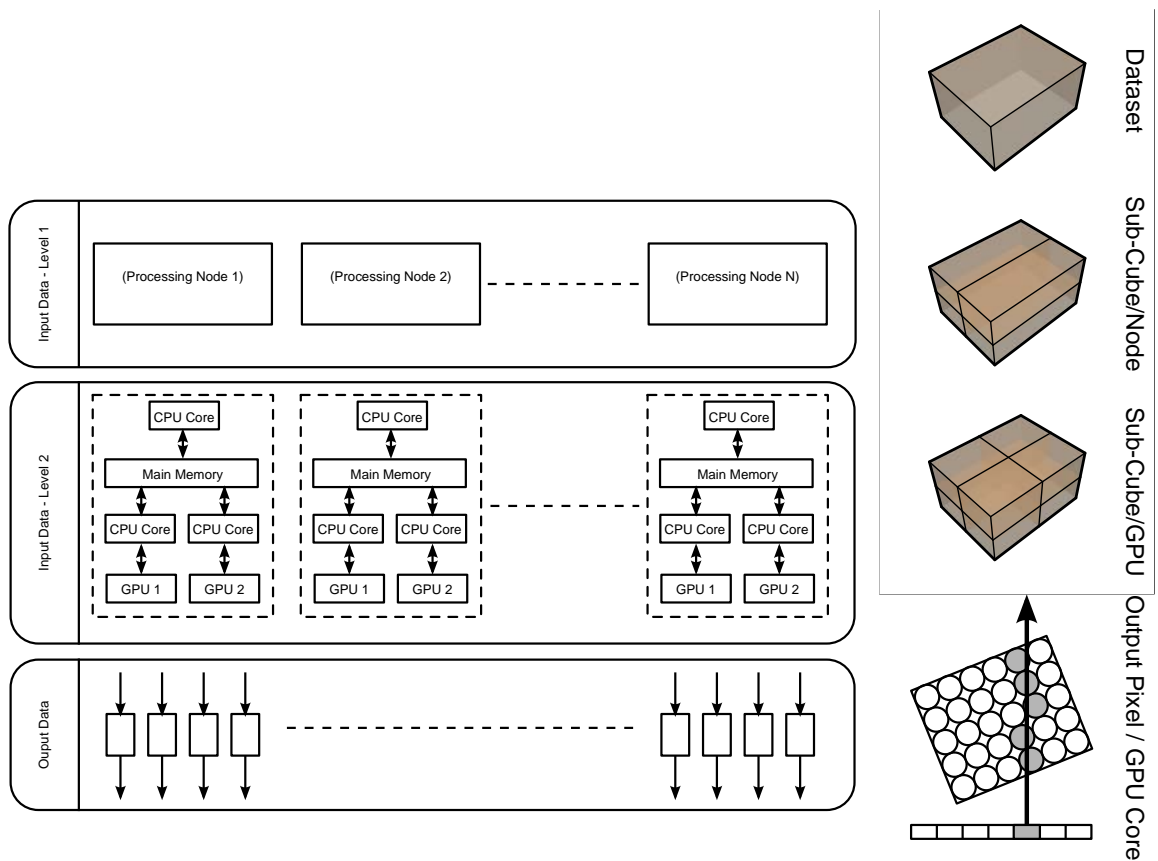 Input Data - Level 1
(Processing Node 1)
(Processing Node 2)
(Processing Node N)
Input Data - Level 2
CPU Core
CPU Core
CPU Core
Main Memory
Main Memory
Main Memory
CPU Core
CPU Core
CPU Core
CPU Core
CPU Core
CPU Core
GPU 1
GPU 2
GPU 1
GPU 2
GPU 1
GPU 2
Ouput Data
Dataset
Sub-Cube/Node
Sub-Cube/GPU
Output Pixel / GPU Core